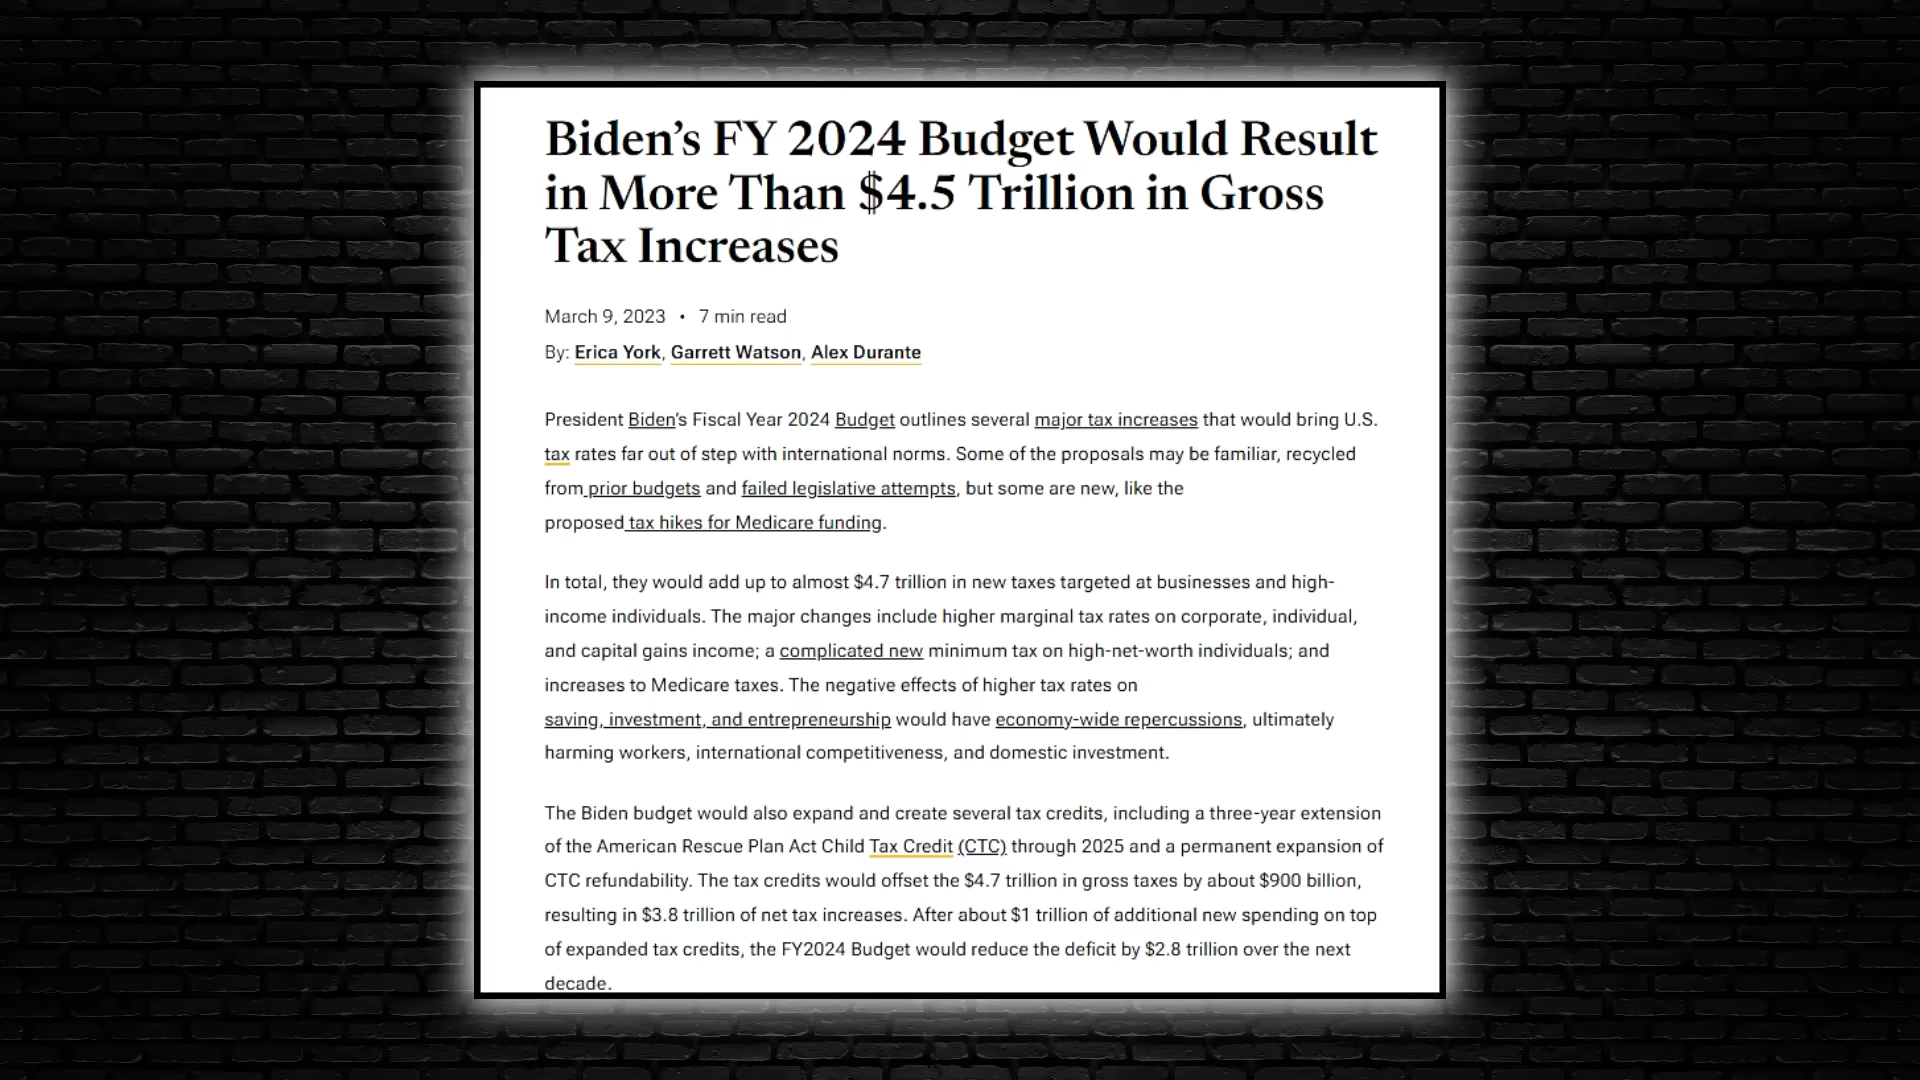 Biden’s FY 2024 Budget Would Result
in More Than $4.5 Trillion in Gross
Tax Increases
March 9, 2023 • 7 min read
By: Erica York, Garrett Watson, Alex Durante
President Biden’s Fiscal Year 2024 Budget outlines several major tax increases that would bring U.S.
tax rates far out of step with international norms. Some of the proposals may be familiar, recycled
from prior budgets and failed legislative attempts, but some are new, like the
proposed tax hikes for Medicare funding.
In total, they would add up to almost $4.7 trillion in new taxes targeted at businesses and high-
income individuals. The major changes include higher marginal tax rates on corporate, individual,
and capital gains income; a complicated new minimum tax on high-net-worth individuals; and
increases to Medicare taxes. The negative effects of higher tax rates on
saving, investment, and entrepreneurship would have economy-wide repercussions, ultimately
harming workers, international competitiveness, and domestic investment.
The Biden budget would also expand and create several tax credits, including a three-year extension
of the American Rescue Plan Act Child Tax Credit (CTC) through 2025 and a permanent expansion of
CTC refundability. The tax credits would offset the $4.7 trillion in gross taxes by about $900 billion,
resulting in $3.8 trillion of net tax increases. After about $1 trillion of additional new spending on top
of expanded tax credits, the FY2024 Budget would reduce the deficit by $2.8 trillion over the next
decade.